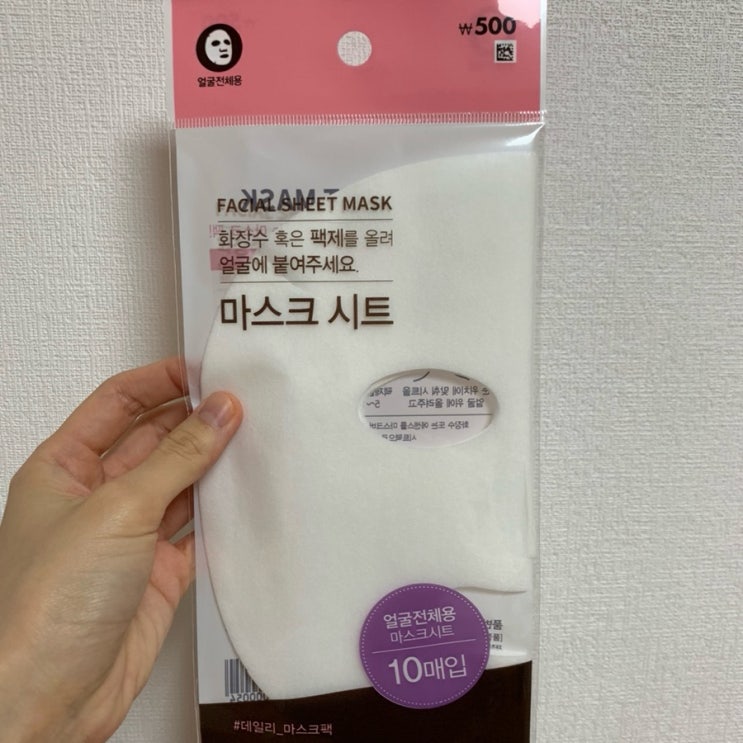 얼굴전체용
₩500
FACIAL SHEET MASK
화장수 혹은 팩제를 올려
얼굴에 붙여주세요.
마스크 시트
얼굴전체용
마스크시트
10매입
#데일리_마스크팩